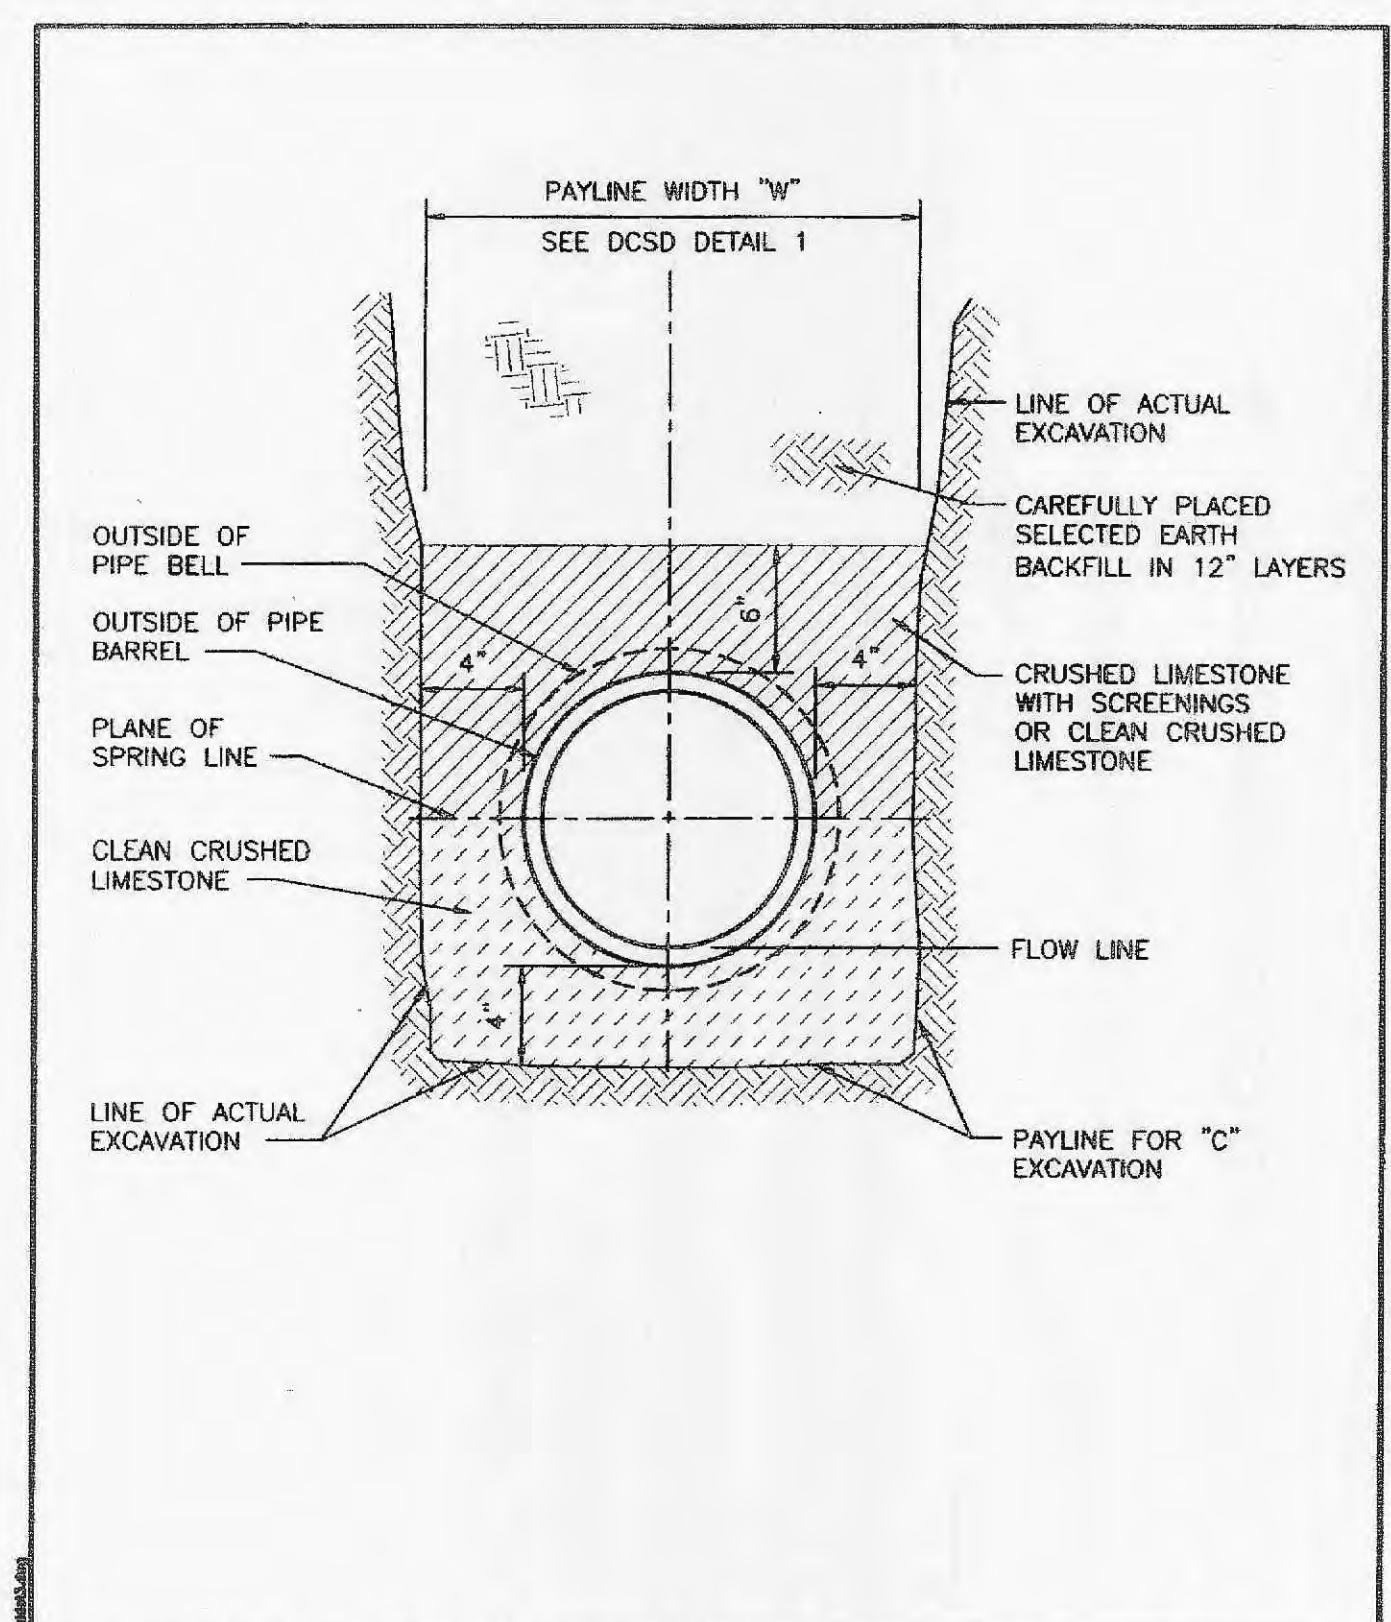 PAYLINE WIDTH "W"
SEE DCSD DETAIL 1
LINE OF ACTUAL
EXCAVATION
CAREFULLY PLACED
SELECTED EARTH
BACKFILL IN 12" LAYERS
OUTSIDE OF
PIPE BELL
6"
OUTSIDE OF PIPE
BARREL
4"
4"
CRUSHED LIMESTONE
WITH SCREENINGS
OR CLEAN CRUSHED
LIMESTONE
PLANE OF
SPRING LINE
CLEAN CRUSHED
LIMESTONE
FLOW LINE
4"
LINE OF ACTUAL
EXCAVATION
PAYLINE FOR "C"
EXCAVATION